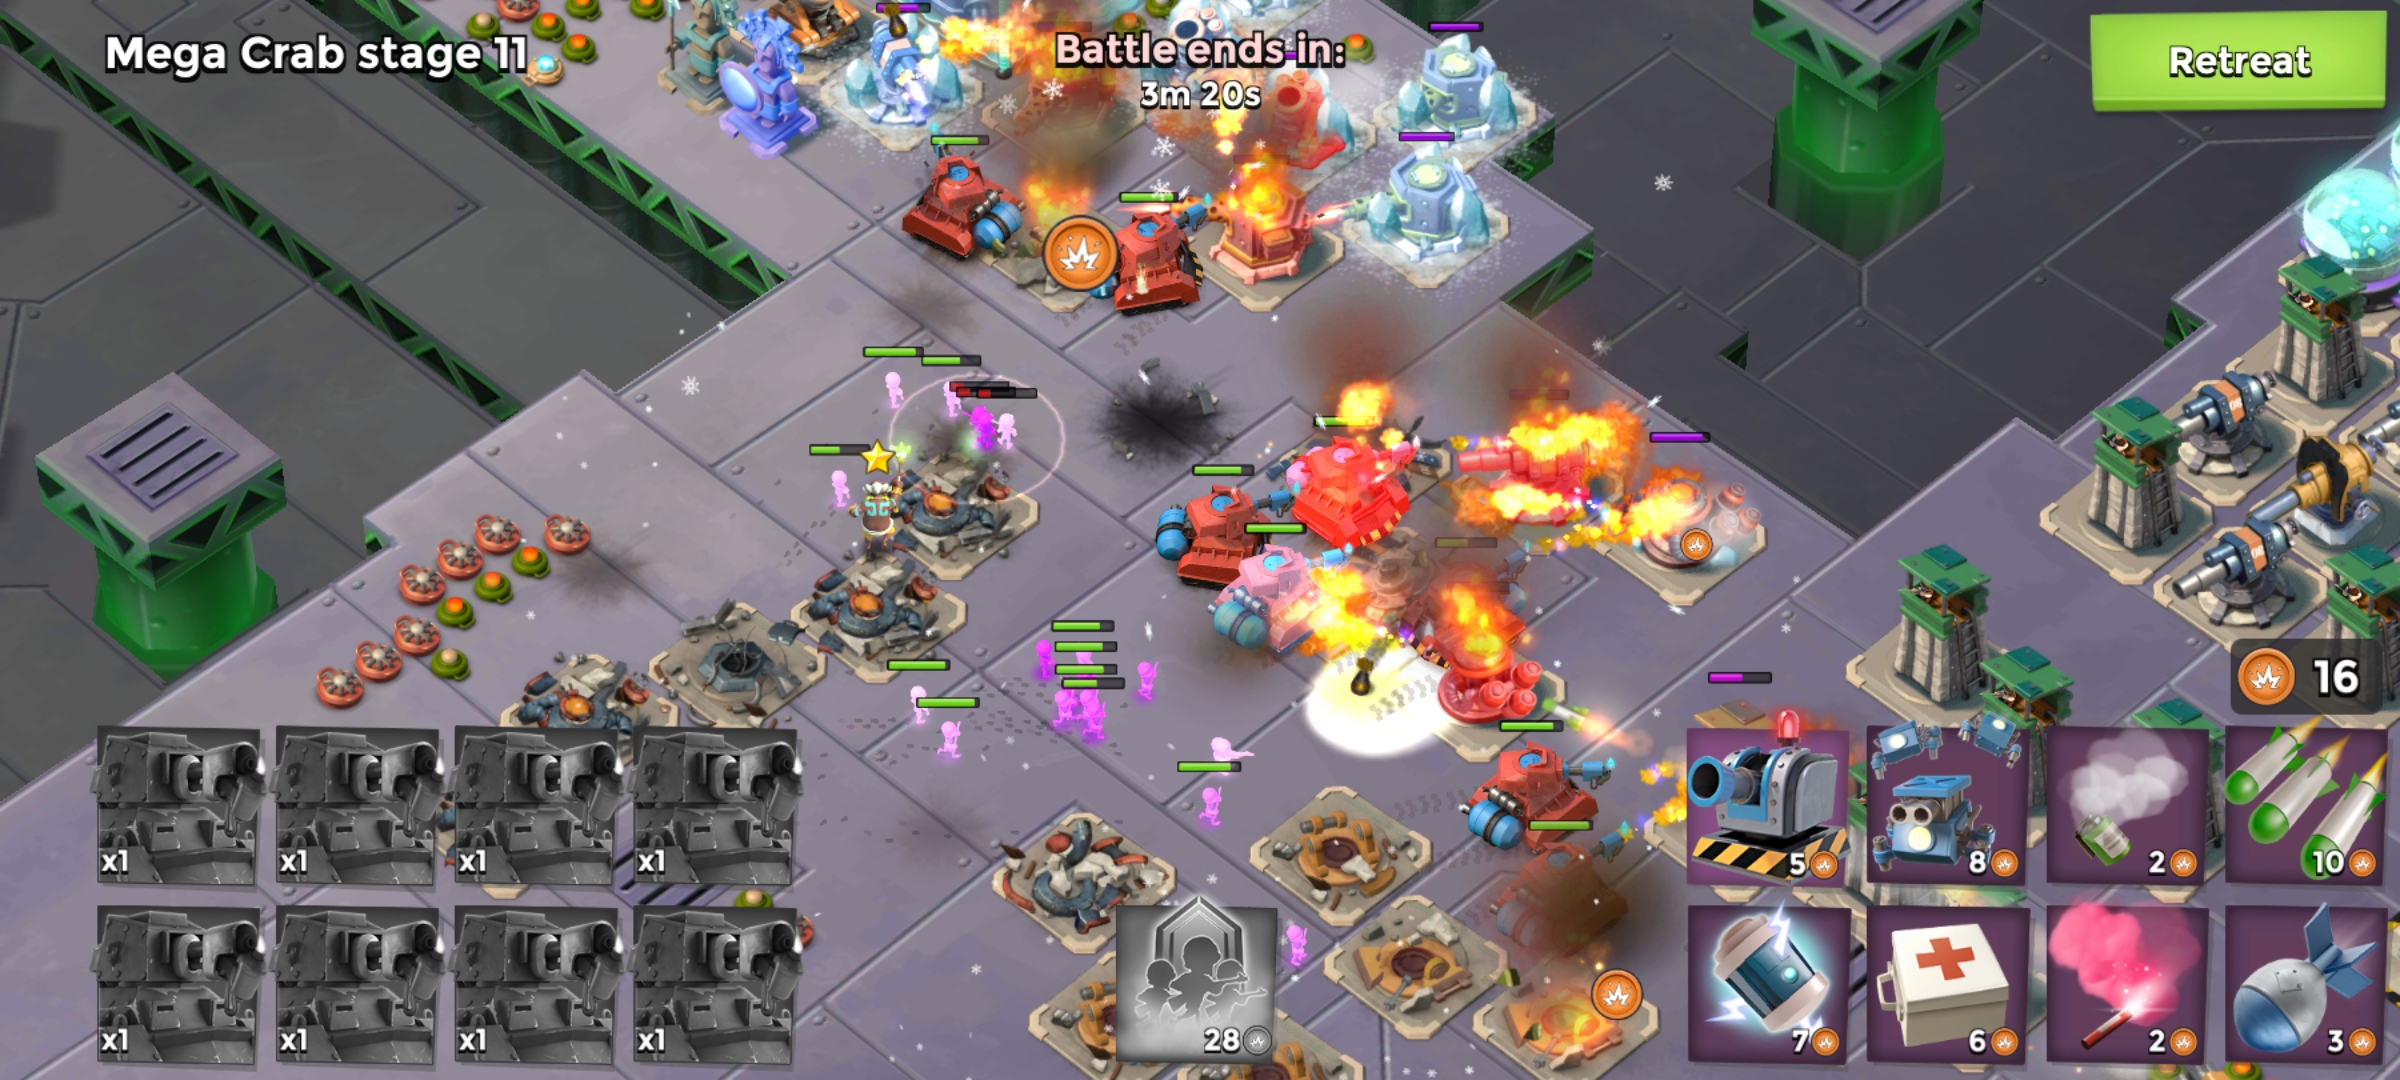 Mega Crab stage 11
Battle ends in:
3m 20s
Retreat
16
x1
x1
x1
x1
5
8
2
10
x1
x1
x1
x1
28
7
6
2
3